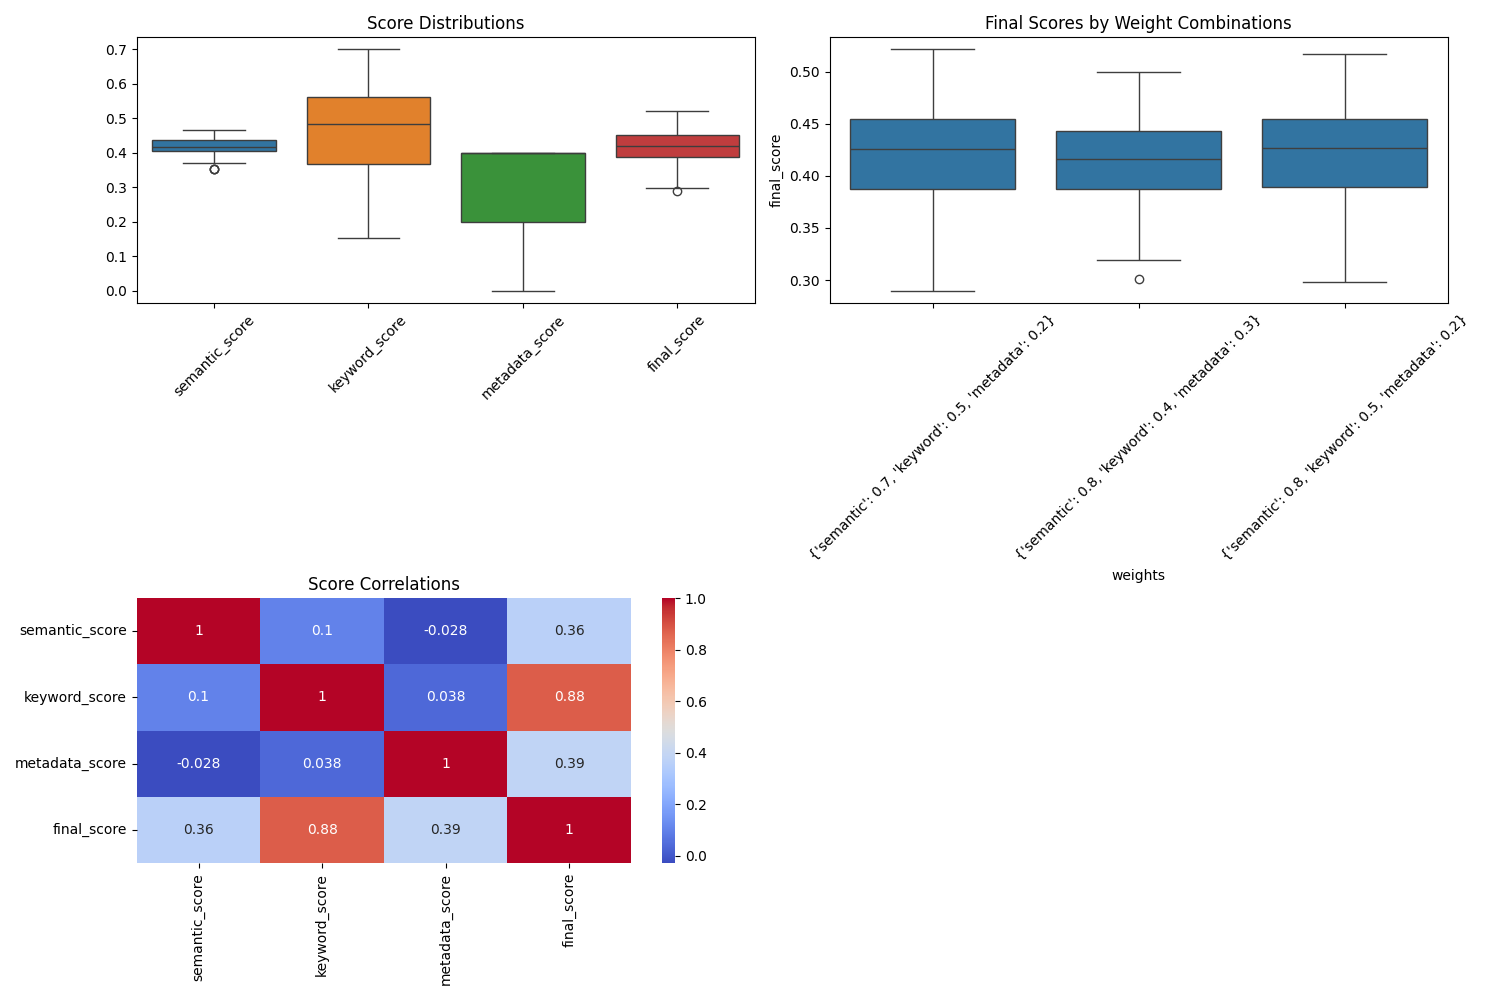 Score Distributions
0.7
0.6
0.5
0.4
0.3
0.2
0.1
0.0
semantic_score
keyword_score
metadata_score
final_score
Final Scores by Weight Combinations
final_score
0.50
0.45
0.40
0.35
0.30
{'semantic': 0.7, 'keyword': 0.5, 'metadata': 0.2}
{'semantic': 0.8, 'keyword': 0.4, 'metadata': 0.3}
{'semantic': 0.8, 'keyword': 0.5, 'metadata': 0.2}
weights
Score Correlations
semantic_score 1 0.1 -0.028 0.36
keyword_score 0.1 1 0.038 0.88
metadata_score -0.028 0.038 1 0.39
final_score 0.36 0.88 0.39 1
semantic_score
keyword_score
metadata_score
final_score
1.0
0.8
0.6
0.4
0.2
0.0